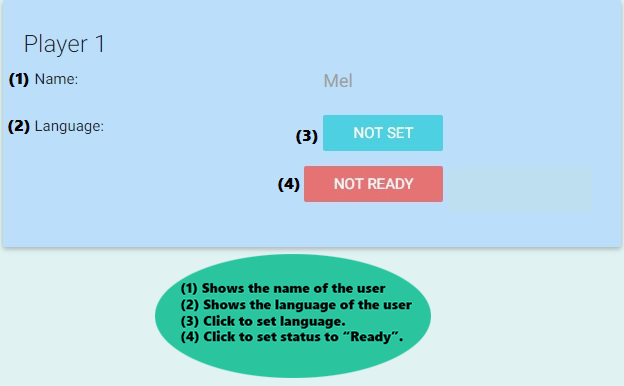 Player 1
(1) Name: Mel
(2) Language: (3) NOT SET
(4) NOT READY
(1) Shows the name of the user
(2) Shows the language of the user
(3) Click to set language.
(4) Click to set status to “Ready”.